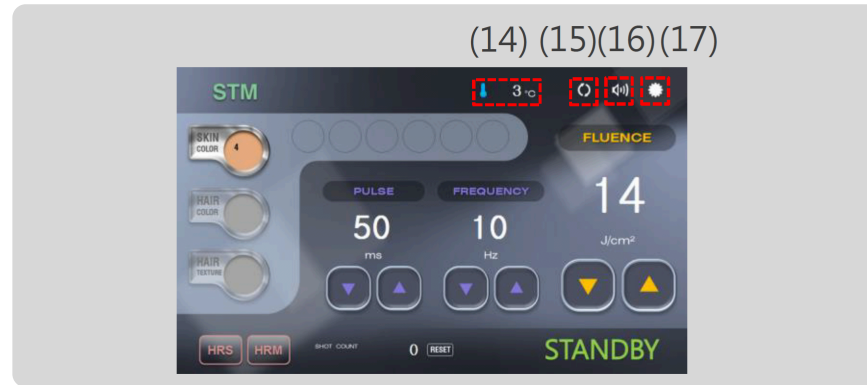 (14) (15)(16)(17)
STM
3 °C
SKIN
COLOR
4
FLUENCE
HAIR
COLOR
PULSE
FREQUENCY
14
50
10
J/cm²
ms
Hz
HAIR
TEXTURE
HRS
HRM
SHOT COUNT
0
RESET
STANDBY